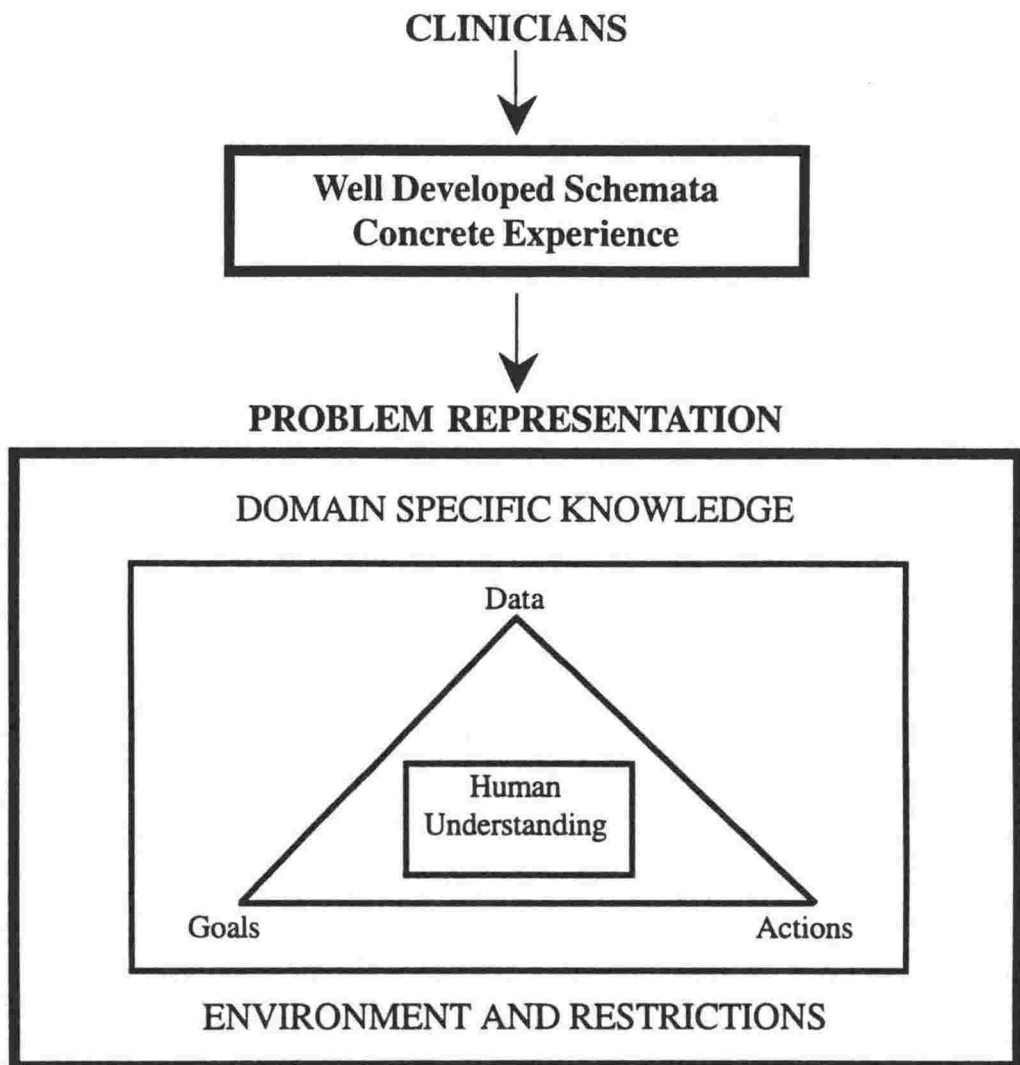 CLINICIANS
Well Developed Schemata
Concrete Experience
PROBLEM REPRESENTATION
DOMAIN SPECIFIC KNOWLEDGE
Data
Human
Understanding
Goals
Actions
ENVIRONMENT AND RESTRICTIONS